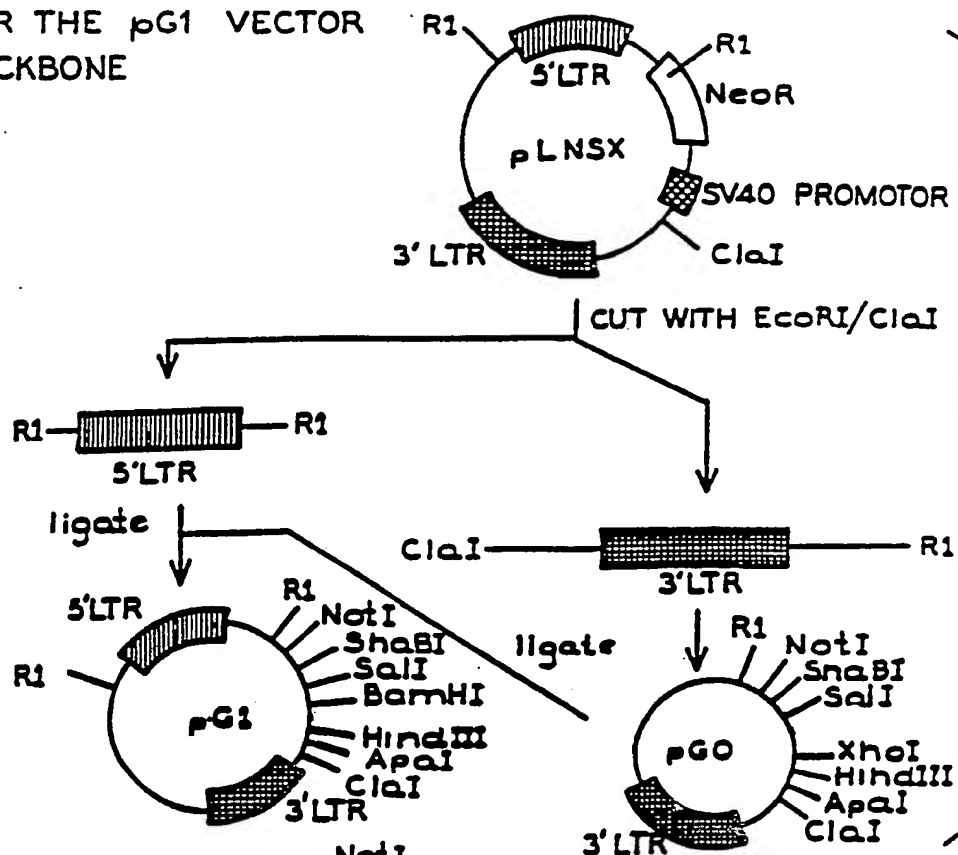 R THE pG1 VECTOR
CKBONE
R1
5'LTR
R1
NeoR
pLNSX
SV40 PROMOTOR
3' LTR
ClaI
CUT WITH EcoRI/ClaI
R1
R1
5'LTR
ligate
ClaI
R1
3'LTR
5'LTR
R1
NotI
ShaBI
SalI
BamHI
R1
pG1
HindIII
ApaI
ClaI
3'LTR
ligate
R1
NotI
SnaBI
SalI
pGO
XhoI
HindIII
ApaI
ClaI
3'LTR
NotI